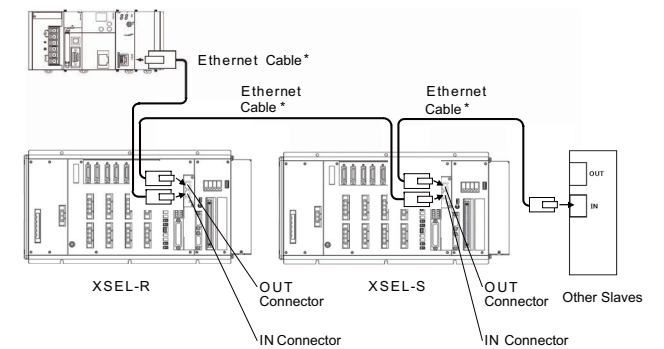 Ethernet Cable*
Ethernet
Cable *
Ethernet
Cable *
OUT
IN
XSEL-R
OUT
Connector
XSEL-S
OUT
Connector
Other Slaves
IN Connector
IN Connector